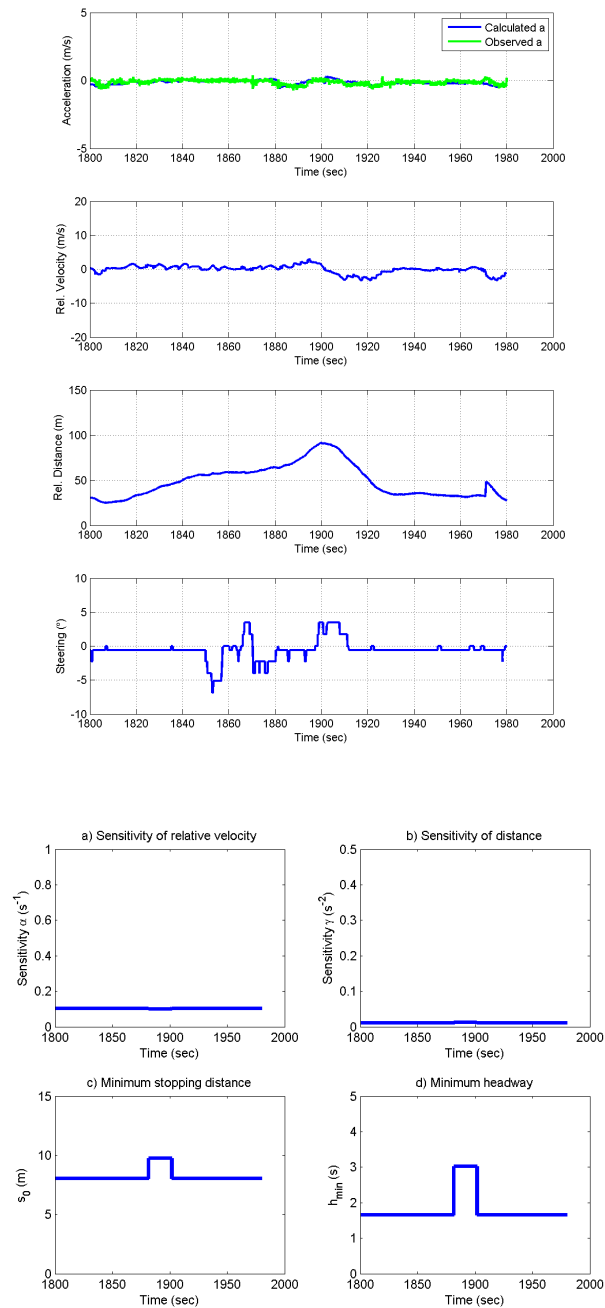 5
Calculated a
Observed a
0
-5
Acceleration (m/s)
1800 1820 1840 1860 1880 1900 1920 1940 1960 1980 2000
Time (sec)
20
10
0
-10
-20
Rel. Velocity (m/s)
1800 1820 1840 1860 1880 1900 1920 1940 1960 1980 2000
Time (sec)
150
100
50
0
Rel. Distance (m)
1800 1820 1840 1860 1880 1900 1920 1940 1960 1980 2000
Time (sec)
10
5
0
-5
-10
Steering (°)
1800 1820 1840 1860 1880 1900 1920 1940 1960 1980 2000
Time (sec)
a) Sensitivity of relative velocity
1
0.8
0.6
0.4
0.2
0
Sensitivity α (s⁻¹)
1800 1850 1900 1950 2000
Time (sec)
b) Sensitivity of distance
0.5
0.4
0.3
0.2
0.1
0
Sensitivity γ (s⁻²)
1800 1850 1900 1950 2000
Time (sec)
c) Minimum stopping distance
15
10
5
0
s₀ (m)
1800 1850 1900 1950 2000
Time (sec)
d) Minimum headway
5
4
3
2
1
0
h_min (s)
1800 1850 1900 1950 2000
Time (sec)